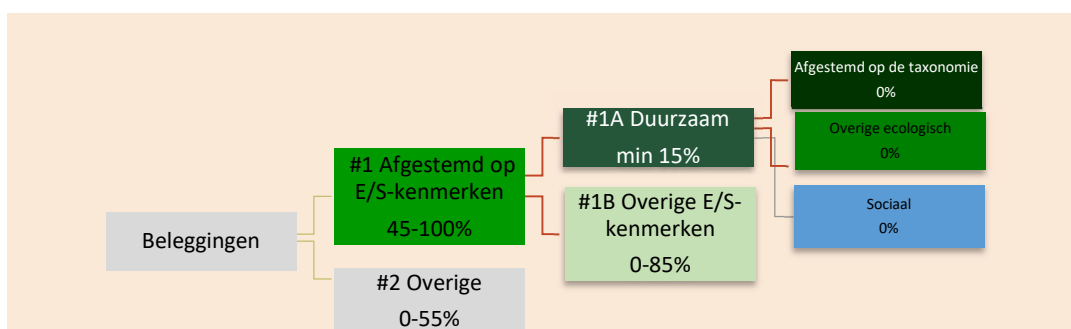 Beleggingen
#1 Afgestemd op
E/S-kenmerken
45-100%
#2 Overige
0-55%
#1A Duurzaam
min 15%
#1B Overige E/S-
kenmerken
0-85%
Afgestemd op de taxonomie
0%
Overige ecologisch
0%
Sociaal
0%